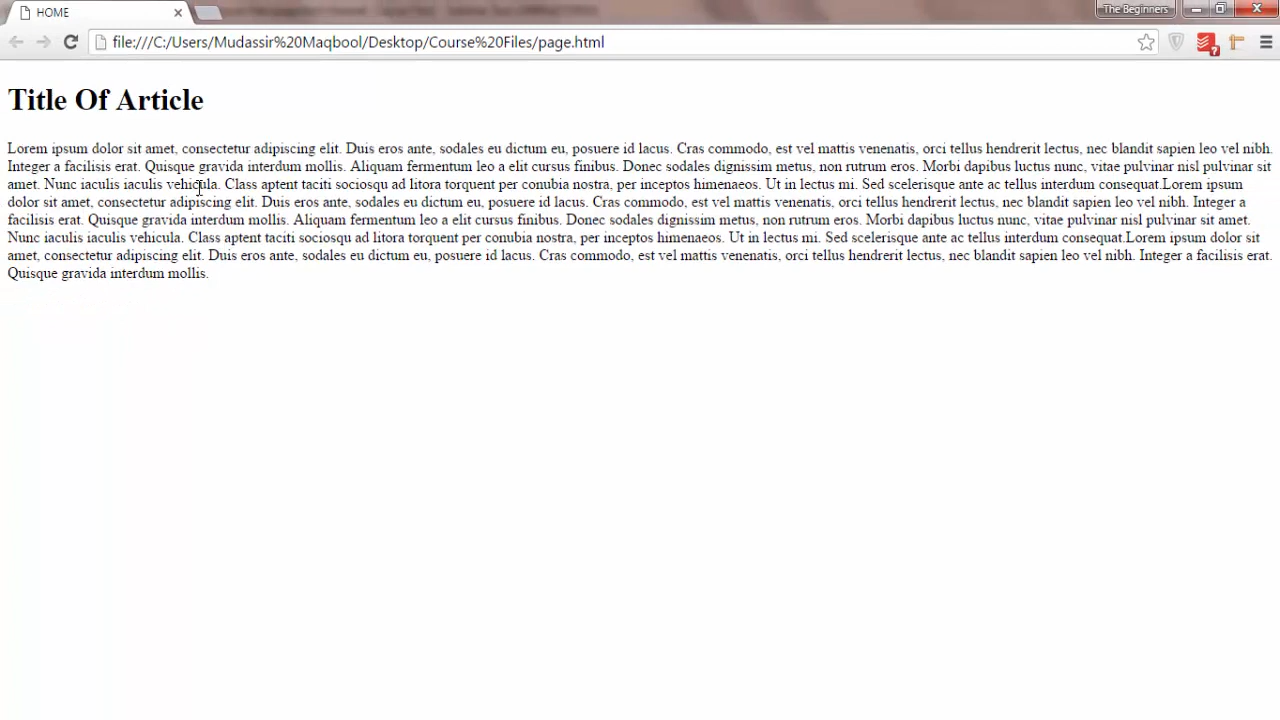 HOME
The Beginners
file:///C:/Users/Mudassir%20Maqbool/Desktop/Course%20Files/page.html
Title Of Article
Lorem ipsum dolor sit amet, consectetur adipiscing elit. Duis eros ante, sodales eu dictum eu, posuere id lacus. Cras commodo, est vel mattis venenatis, orci tellus hendrerit lectus, nec blandit sapien leo vel nibh.
Integer a facilisis erat. Quisque gravida interdum mollis. Aliquam fermentum leo a elit cursus finibus. Donec sodales dignissim metus, non rutrum eros. Morbi dapibus luctus nunc, vitae pulvinar nisl pulvinar sit
amet. Nunc iaculis iaculis vehicula. Class aptent taciti sociosqu ad litora torquent per conubia nostra, per inceptos himenaeos. Ut in lectus mi. Sed scelerisque ante ac tellus interdum consequat.Lorem ipsum
dolor sit amet, consectetur adipiscing elit. Duis eros ante, sodales eu dictum eu, posuere id lacus. Cras commodo, est vel mattis venenatis, orci tellus hendrerit lectus, nec blandit sapien leo vel nibh. Integer a
facilisis erat. Quisque gravida interdum mollis. Aliquam fermentum leo a elit cursus finibus. Donec sodales dignissim metus, non rutrum eros. Morbi dapibus luctus nunc, vitae pulvinar nisl pulvinar sit amet.
Nunc iaculis iaculis vehicula. Class aptent taciti sociosqu ad litora torquent per conubia nostra, per inceptos himenaeos. Ut in lectus mi. Sed scelerisque ante ac tellus interdum consequat.Lorem ipsum dolor sit
amet, consectetur adipiscing elit. Duis eros ante, sodales eu dictum eu, posuere id lacus. Cras commodo, est vel mattis venenatis, orci tellus hendrerit lectus, nec blandit sapien leo vel nibh. Integer a facilisis erat.
Quisque gravida interdum mollis.